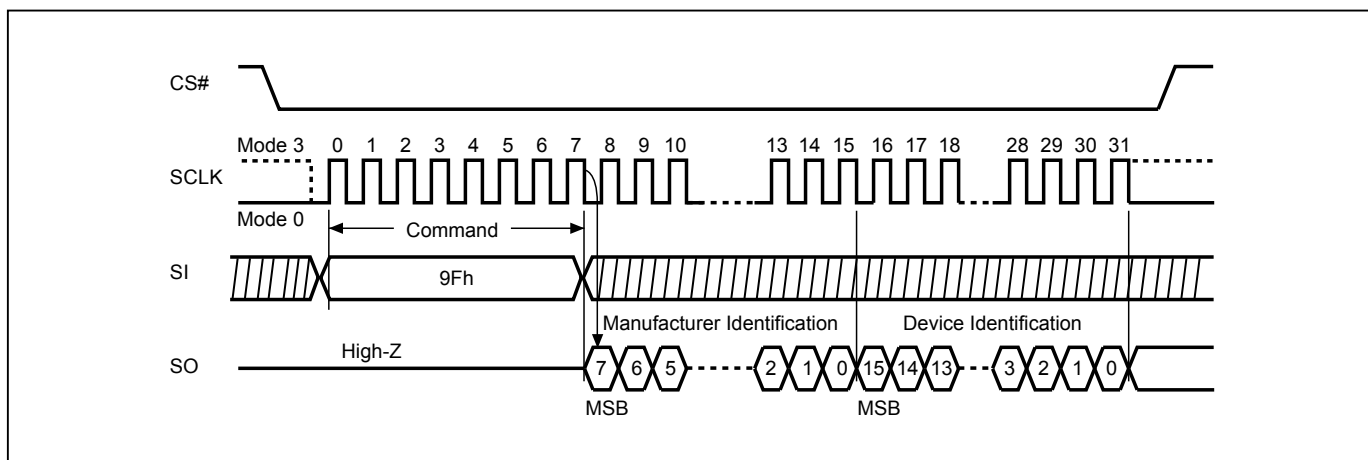 CS#
Mode 3 0 1 2 3 4 5 6 7 8 9 10 13 14 15 16 17 18 28 29 30 31
SCLK
Mode 0
Command
SI
9Fh
Manufacturer Identification Device Identification
High-Z
SO
7 6 5 2 1 0 15 14 13 3 2 1 0
MSB MSB